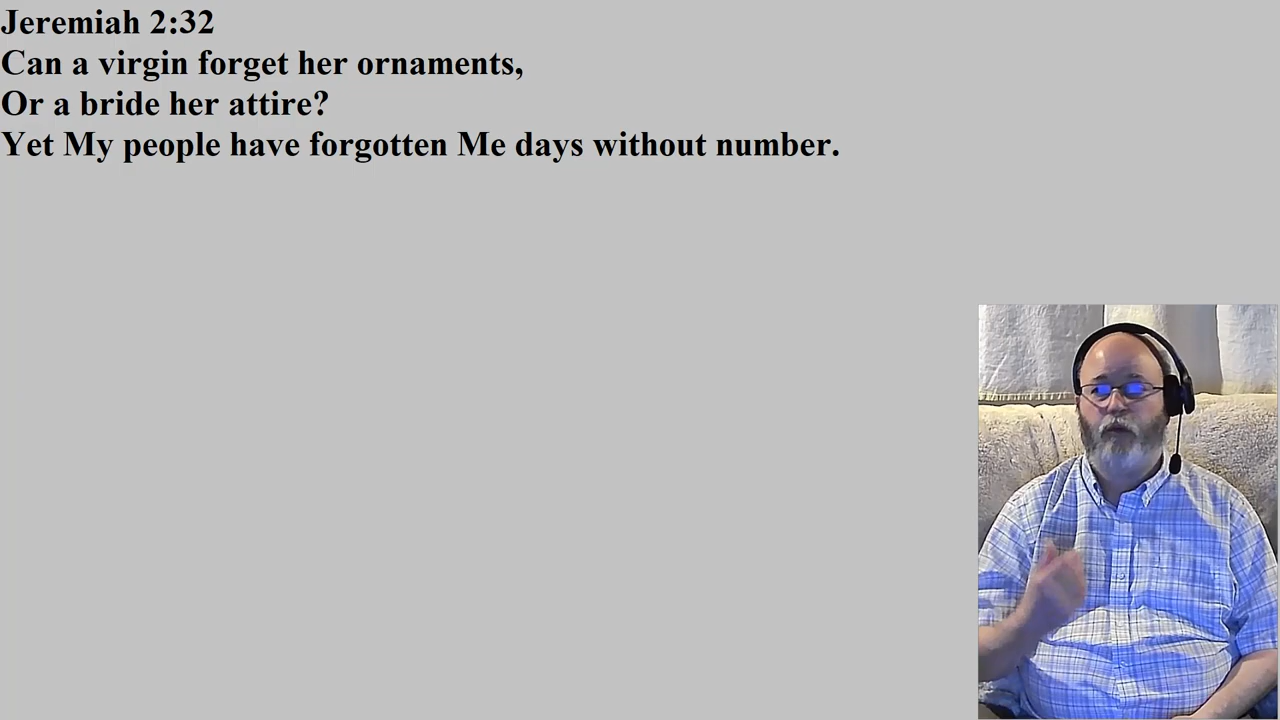 Jeremiah 2:32
Can a virgin forget her ornaments,
Or a bride her attire?
Yet My people have forgotten Me days without number.